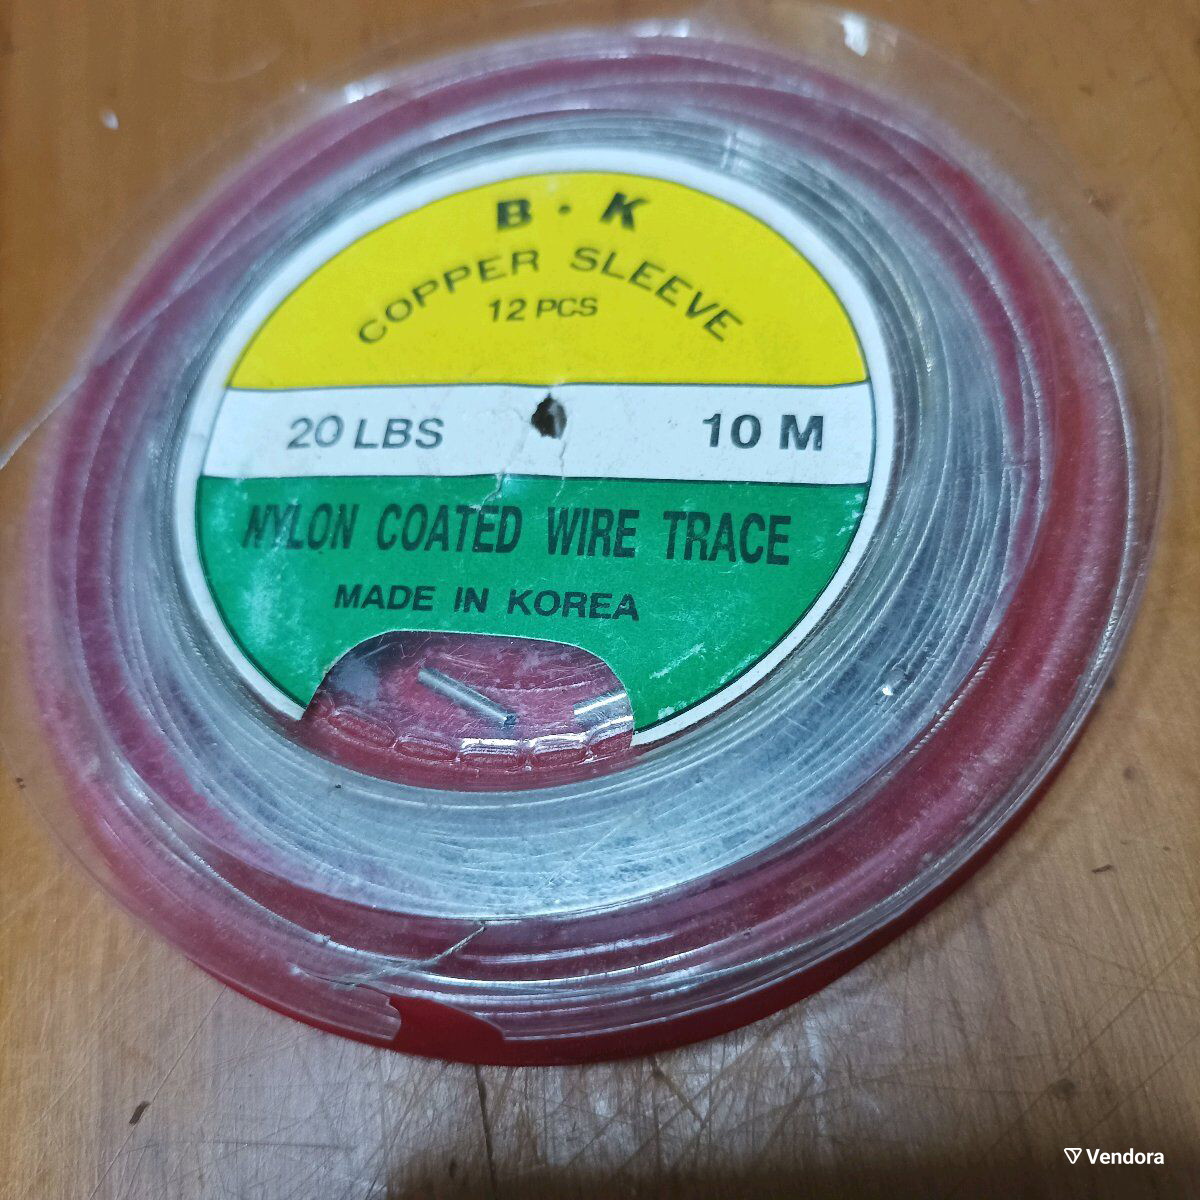 B·K
COPPER SLEEVE
12 PCS
20 LBS 10 M
NYLON COATED WIRE TRACE
MADE IN KOREA
Vendora